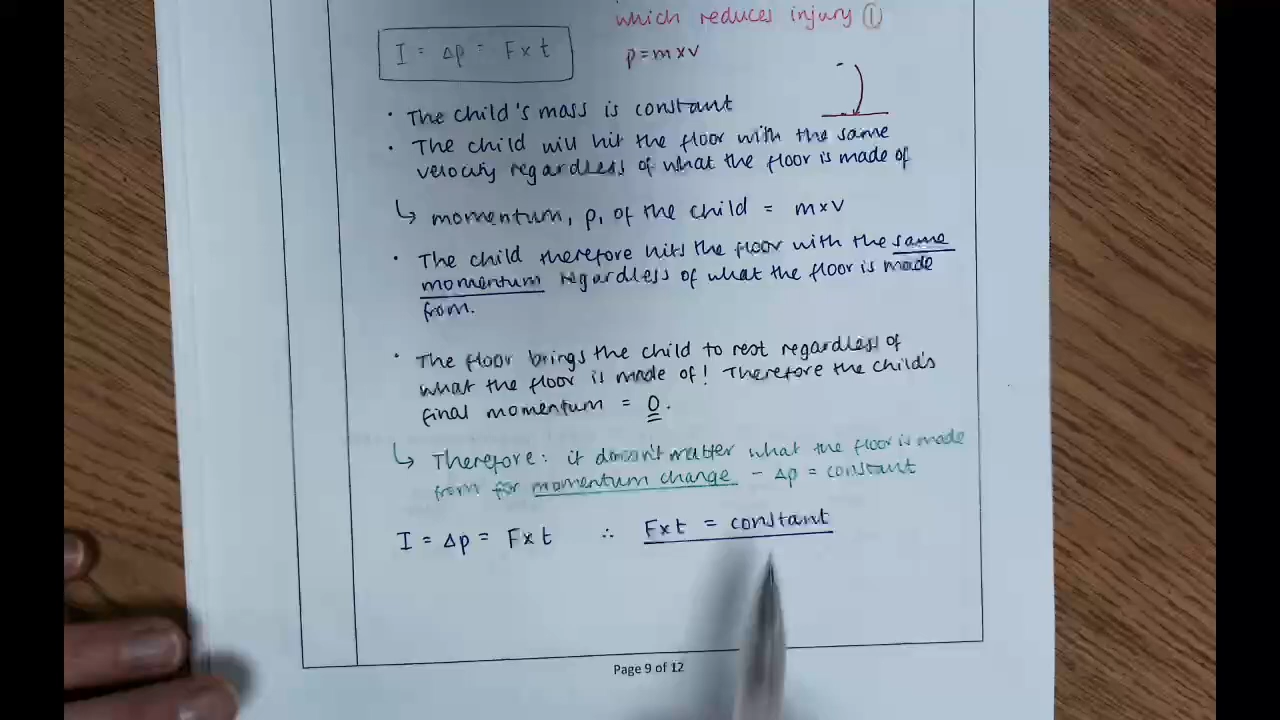 which reduces injury ①
I = Δp = F x t
p = m x v
• The child's mass is constant
• The child will hit the floor with the same
velocity regardless of what the floor is made of
↳ momentum, p, of the child = m x v
• The child therefore hits the floor with the same
momentum regardless of what the floor is made
from.
• The floor brings the child to rest regardless of
what the floor is made of! Therefore the child's
final momentum = 0.
↳ Therefore: it doesn't matter what the floor is made
from for momentum change - Δp = constant
I = Δp = F x t ∴ F x t = constant
Page 9 of 12